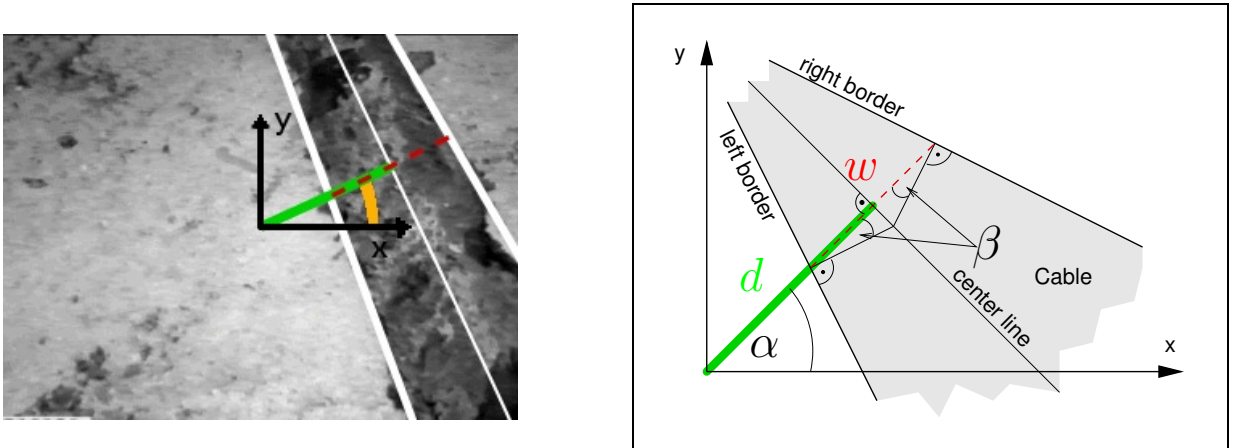 y
x
y
right border
left border
w
d
β
α
Cable
center line
x